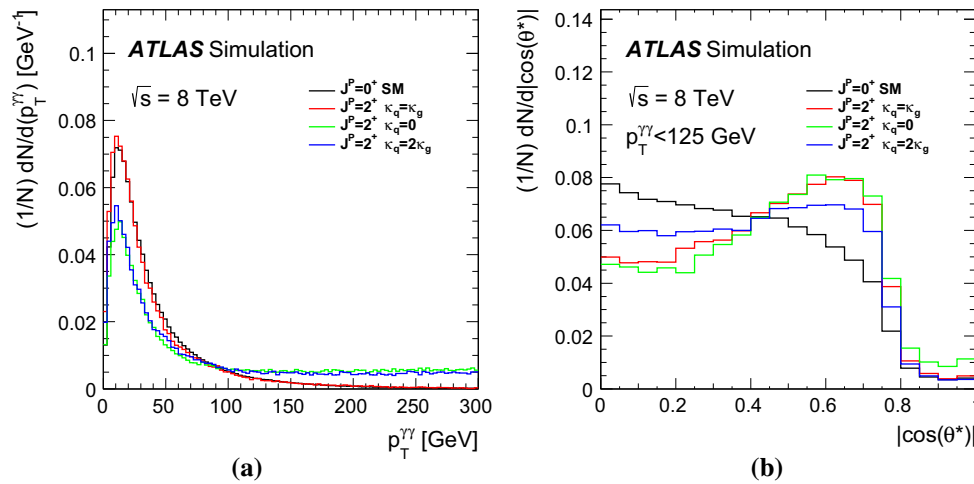 (1/N) dN/d(p_T^γγ) [GeV⁻¹]
ATLAS Simulation
√s = 8 TeV
J^P=0⁺ SM
J^P=2⁺ κ_q=κ_g
J^P=2⁺ κ_q=0
J^P=2⁺ κ_q=2κ_g
0.1
0.08
0.06
0.04
0.02
0
0 50 100 150 200 250 300
p_T^γγ [GeV]
(a)
(1/N) dN/d|cos(θ*)|
ATLAS Simulation
√s = 8 TeV
p_T^γγ<125 GeV
J^P=0⁺ SM
J^P=2⁺ κ_q=κ_g
J^P=2⁺ κ_q=0
J^P=2⁺ κ_q=2κ_g
0.14
0.12
0.1
0.08
0.06
0.04
0.02
0
0 0.2 0.4 0.6 0.8 1
|cos(θ*)|
(b)